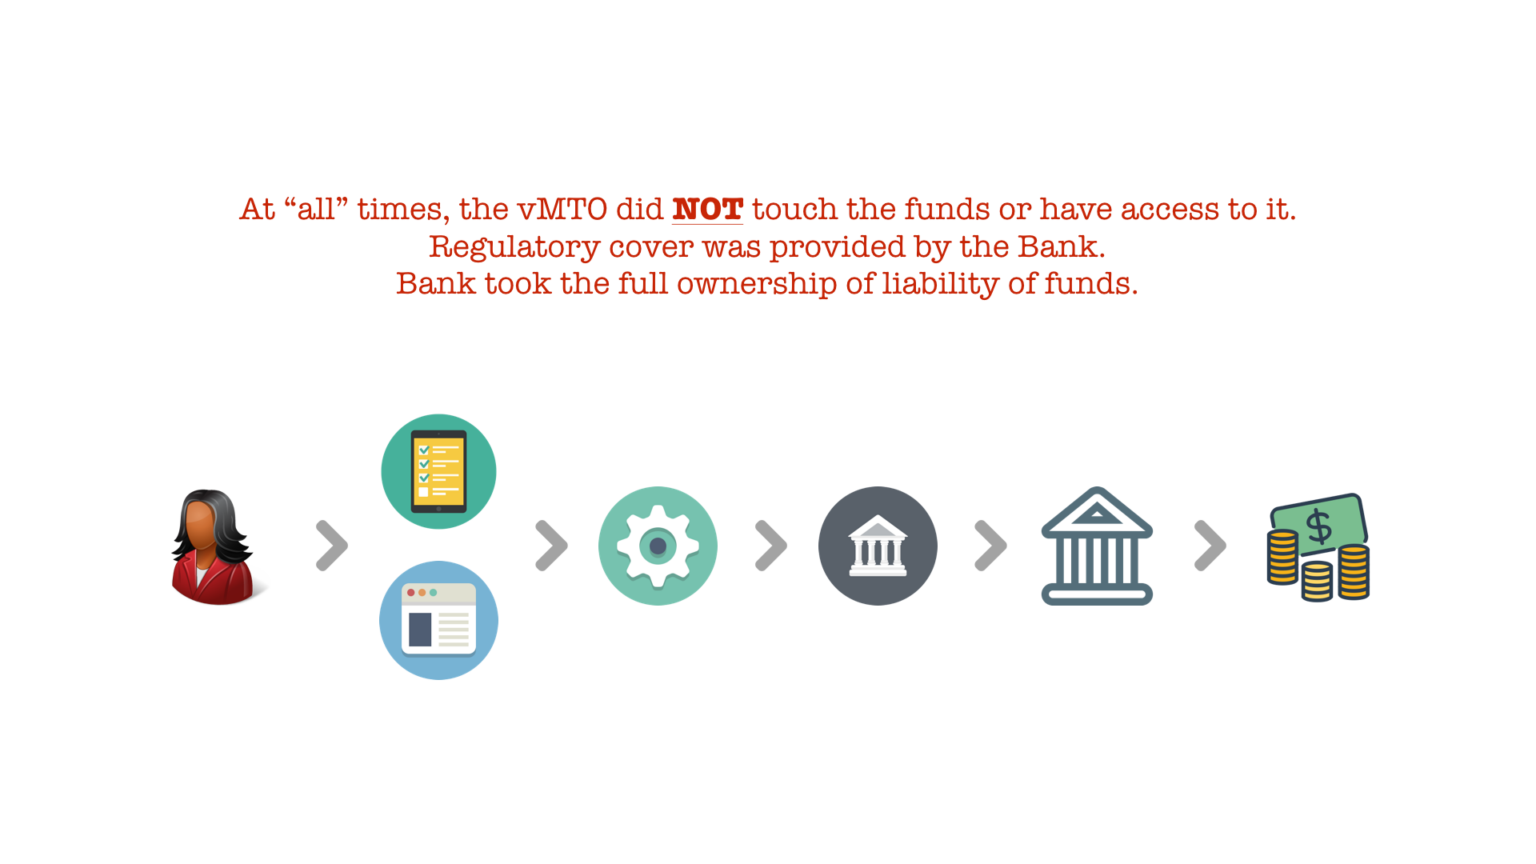 At “all” times, the vMTO did NOT touch the funds or have access to it.
Regulatory cover was provided by the Bank.
Bank took the full ownership of liability of funds.
$